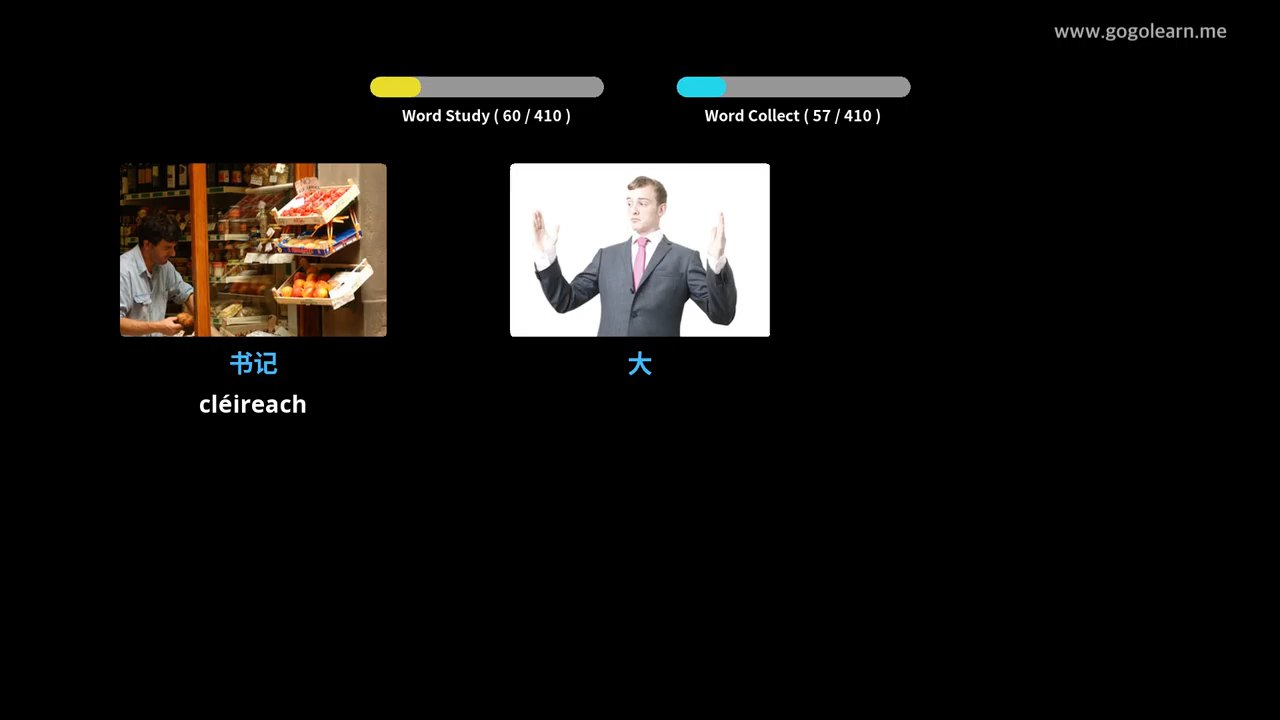 www.gogolearn.me
Word Study ( 60 / 410 )
Word Collect ( 57 / 410 )
书记
大
cléireach